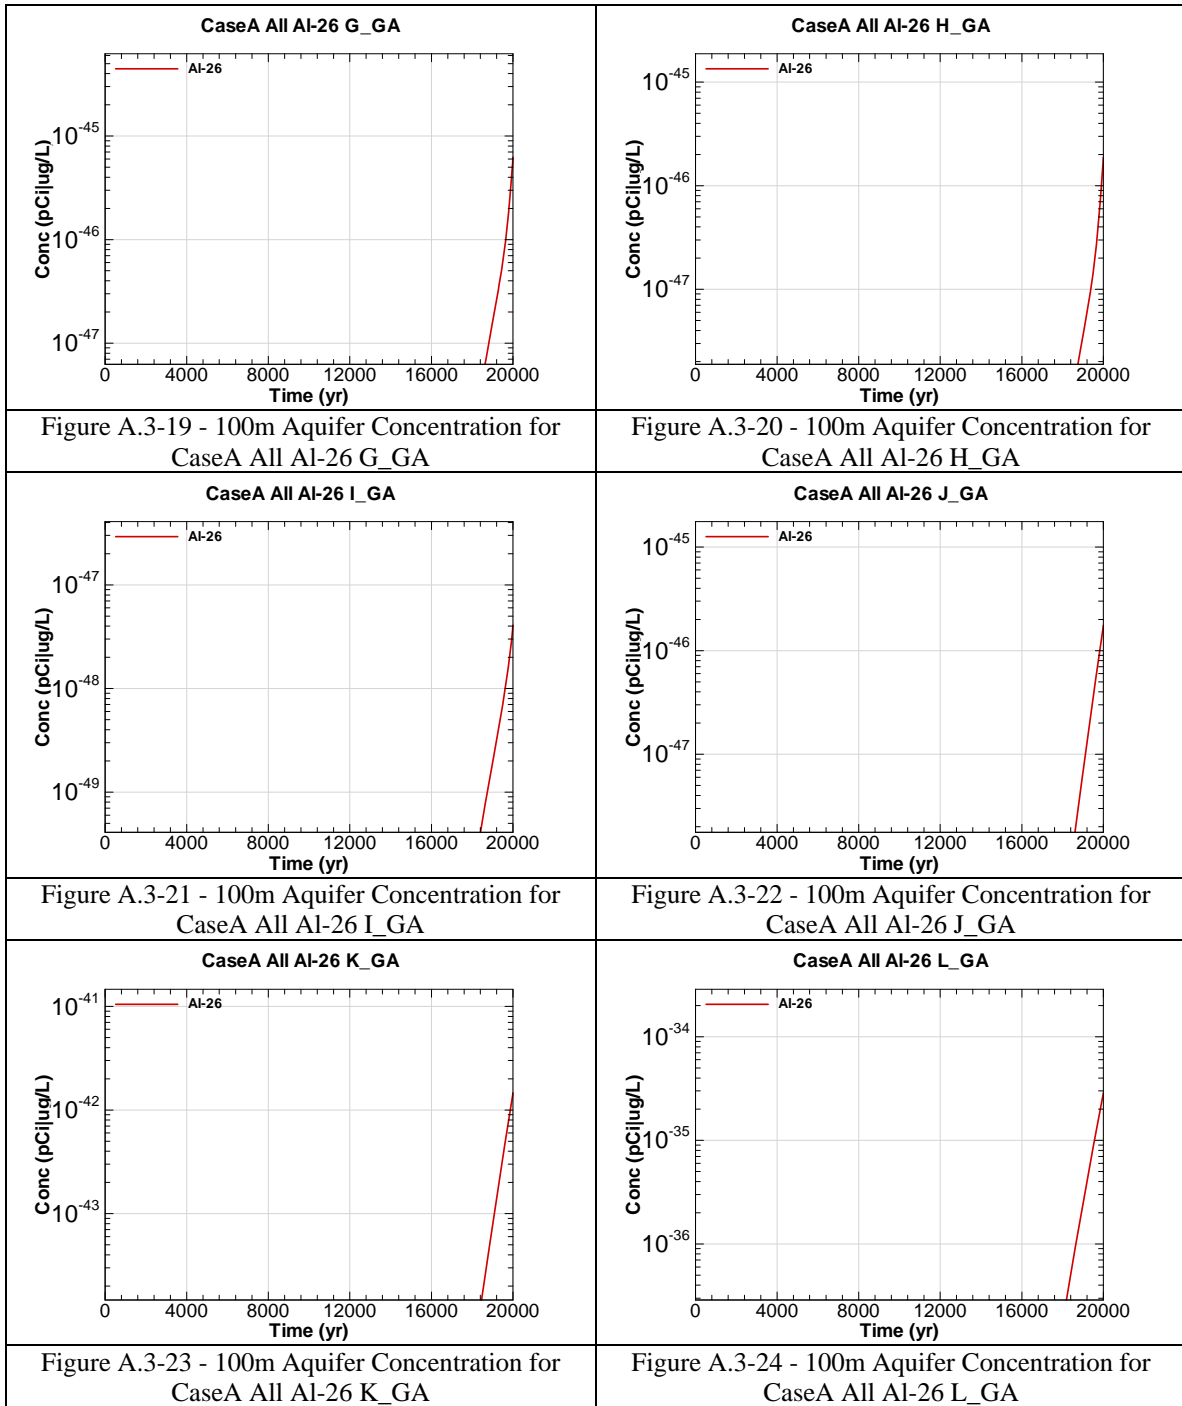 CaseA All Al-26 G_GA
Al-26
10-45
10-46
10-47
Conc (pCi|ug/L)
0 4000 8000 12000 16000 20000
Time (yr)
Figure A.3-19 - 100m Aquifer Concentration for
CaseA All Al-26 G_GA
CaseA All Al-26 H_GA
Al-26
10-45
10-46
10-47
Conc (pCi|ug/L)
0 4000 8000 12000 16000 20000
Time (yr)
Figure A.3-20 - 100m Aquifer Concentration for
CaseA All Al-26 H_GA
CaseA All Al-26 I_GA
Al-26
10-47
10-48
10-49
Conc (pCi|ug/L)
0 4000 8000 12000 16000 20000
Time (yr)
Figure A.3-21 - 100m Aquifer Concentration for
CaseA All Al-26 I_GA
CaseA All Al-26 J_GA
Al-26
10-45
10-46
10-47
Conc (pCi|ug/L)
0 4000 8000 12000 16000 20000
Time (yr)
Figure A.3-22 - 100m Aquifer Concentration for
CaseA All Al-26 J_GA
CaseA All Al-26 K_GA
Al-26
10-41
10-42
10-43
Conc (pCi|ug/L)
0 4000 8000 12000 16000 20000
Time (yr)
Figure A.3-23 - 100m Aquifer Concentration for
CaseA All Al-26 K_GA
CaseA All Al-26 L_GA
Al-26
10-34
10-35
10-36
Conc (pCi|ug/L)
0 4000 8000 12000 16000 20000
Time (yr)
Figure A.3-24 - 100m Aquifer Concentration for
CaseA All Al-26 L_GA